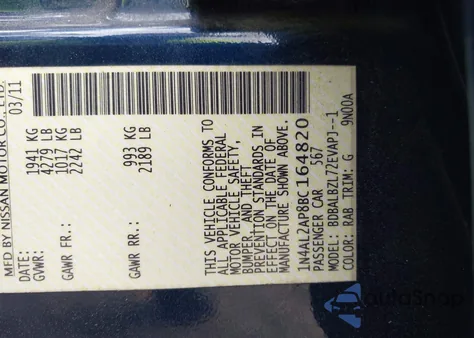 MFD BY NISSAN MOTOR CO., LTD.
03/11
GVWR:
1941 KG
4279 LB
GAWR FR.:
1017 KG
2242 LB
GAWR RR:
993 KG
2189 LB
THIS VEHICLE CONFORMS TO
ALL APPLICABLE FEDERAL
MOTOR VEHICLE SAFETY,
BUMPER, AND THEFT
PREVENTION STANDARDS IN
EFFECT ON THE DATE OF
MANUFACTURE SHOWN ABOVE.
1N4AL2AP8BC164820
PASSENGER CAR 567
MODEL: BDBALBZL72EVAPJ--1
COLOR: RAB TRIM: G 9N00A
AutoSnap